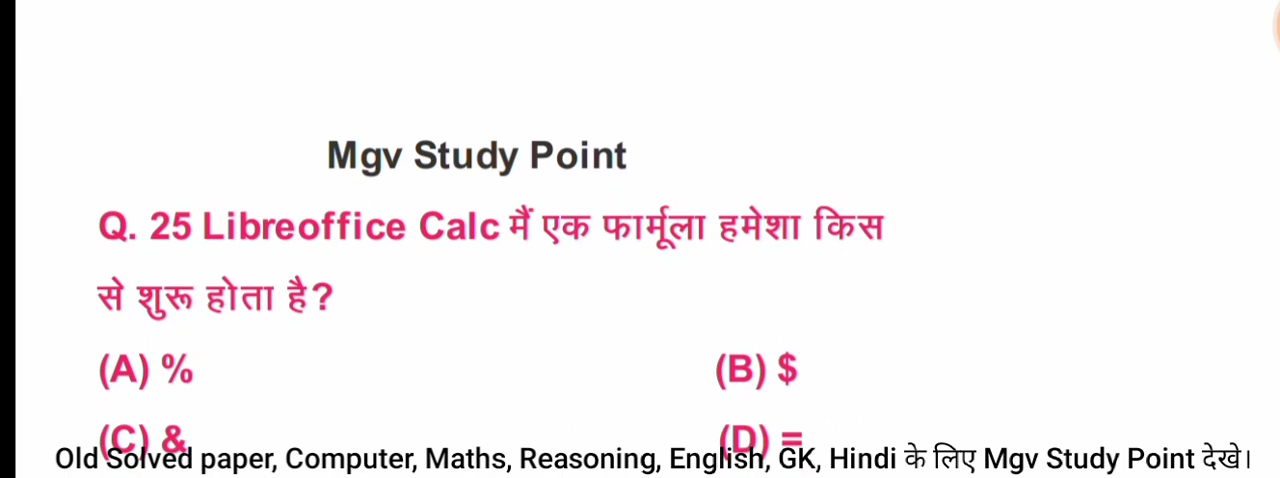 Mgv Study Point
Q. 25 Libreoffice Calc मैं एक फार्मूला हमेशा किस
से शुरू होता है?
(A) % (B) $
(C) & (D) =
Old Solved paper, Computer, Maths, Reasoning, English, GK, Hindi के लिए Mgv Study Point देखे।